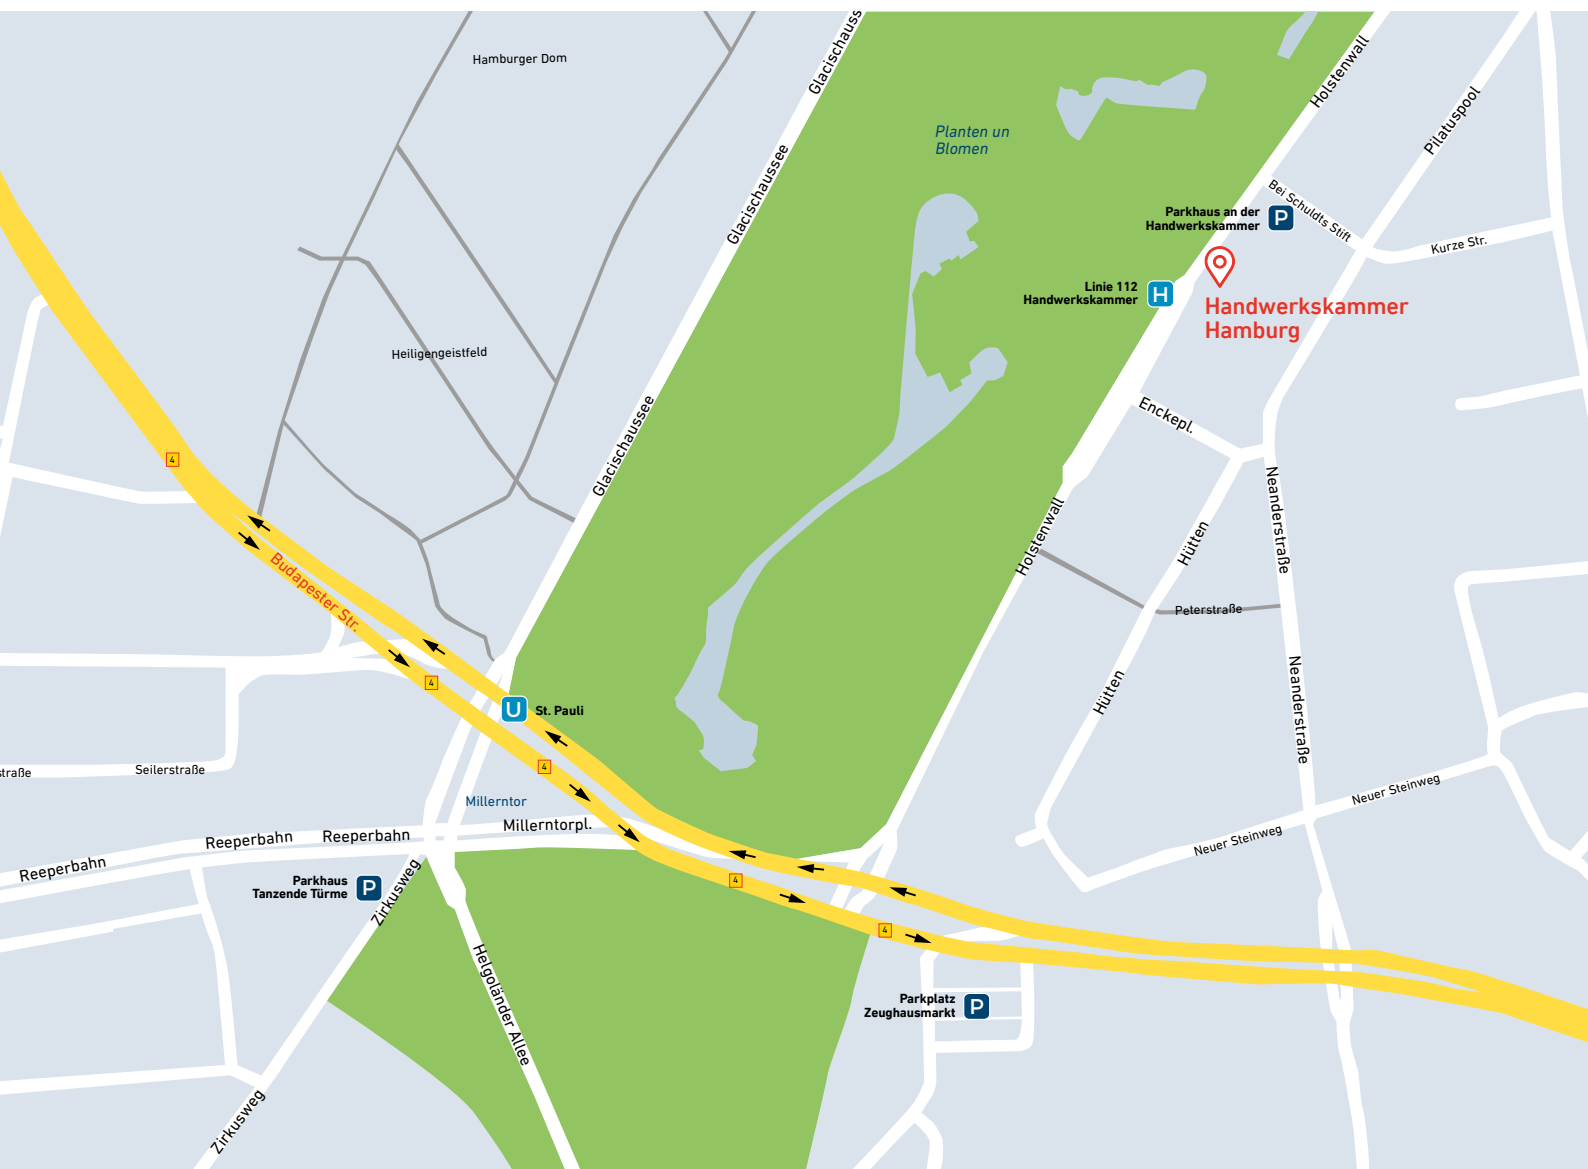 Hamburger Dom
Glacischauss
Holstenwall
Pilatuspool
Planten un
Blomen
Glacischaussee
Bei Schuldts Stift
Parkhaus an der
Handwerkskammer
P
Kurze Str.
Linie 112
Handwerkskammer
H
Handwerkskammer
Hamburg
Heiligengeistfeld
Glacischaussee
Enckepl.
4
Neanderstraße
Holstenwall
Hütten
Budapester Str.
Peterstraße
4
Hütten
Neanderstraße
U
St. Pauli
4
straße
Seilerstraße
Millerntor
Neuer Steinweg
Millerntorpl.
Reeperbahn
Reeperbahn
Neuer Steinweg
Reeperbahn
4
Parkhaus
Tanzende Türme
P
Zirkusweg
4
Helgoländer Allee
Parkplatz
Zeughausmarkt
P
Zirkusweg